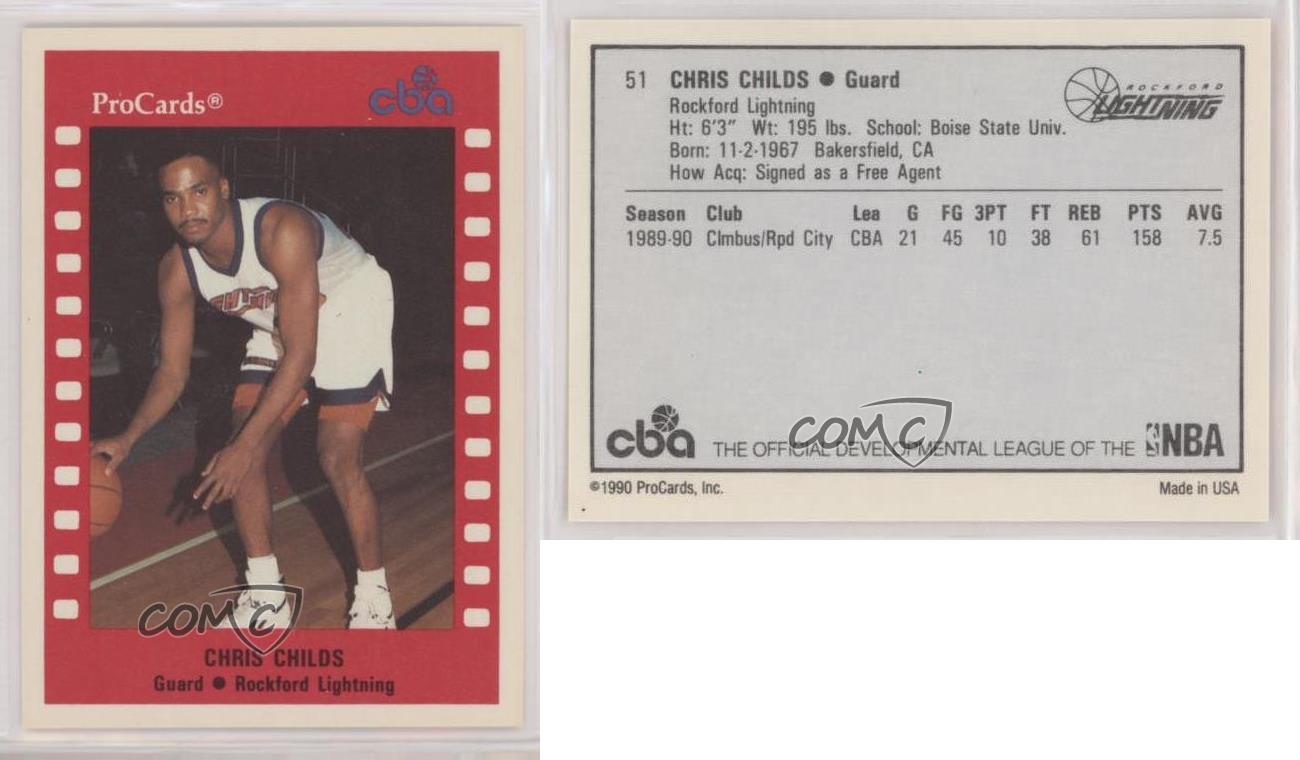 ProCards®
cba
COMC
CHRIS CHILDS
Guard ● Rockford Lightning
51 CHRIS CHILDS ● Guard
ROCKFORD
LIGHTNING
Rockford Lightning
Ht: 6'3" Wt: 195 lbs. School: Boise State Univ.
Born: 11-2-1967 Bakersfield, CA
How Acq: Signed as a Free Agent
Season Club Lea G FG 3PT FT REB PTS AVG
1989-90 Clmbus/Rpd City CBA 21 45 10 38 61 158 7.5
COMC
cba THE OFFICIAL DEVELOPMENTAL LEAGUE OF THE NBA
©1990 ProCards, Inc. Made in USA